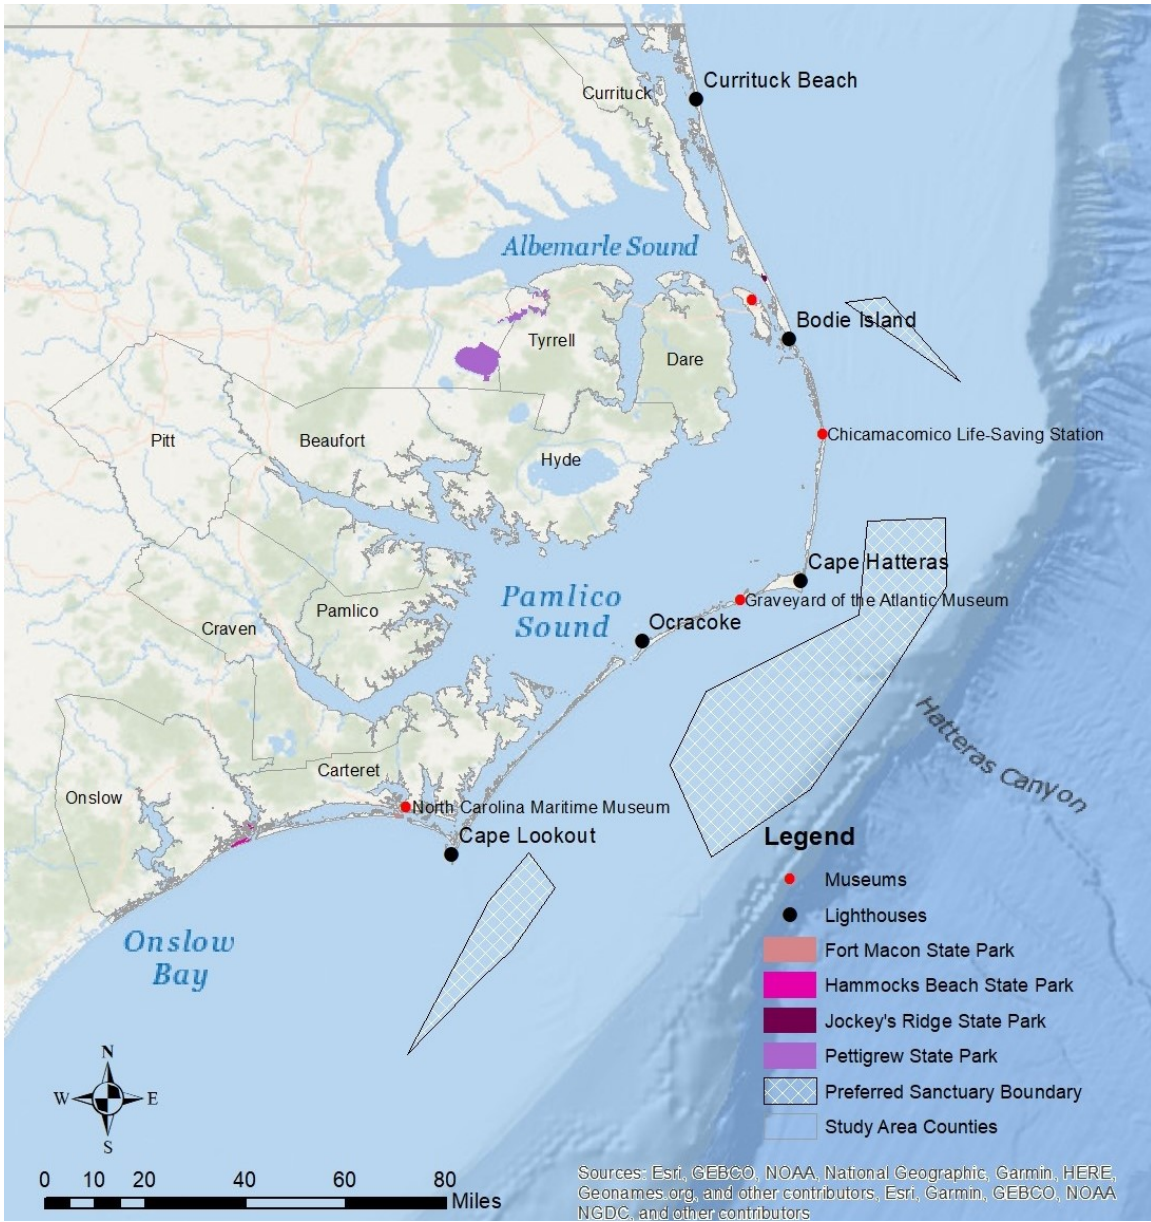 Currituck Beach
Currituck
Albemarle Sound
Bodie Island
Tyrrell
Dare
Chicamacomico Life-Saving Station
Pitt
Beaufort
Hyde
Cape Hatteras
Pamlico
Sound
Graveyard of the Atlantic Museum
Pamlico
Craven
Ocracoke
Hatteras Canyon
Carteret
Onslow
North Carolina Maritime Museum
Cape Lookout
Onslow
Bay
Legend
Museums
Lighthouses
Fort Macon State Park
Hammocks Beach State Park
Jockey's Ridge State Park
Pettigrew State Park
Preferred Sanctuary Boundary
Study Area Counties
N
W E
S
0 10 20 40 60 80
Miles
Sources: Esri, GEBCO, NOAA, National Geographic, Garmin, HERE,
Geonames.org, and other contributors, Esri, Garmin, GEBCO, NOAA
NGDC, and other contributors